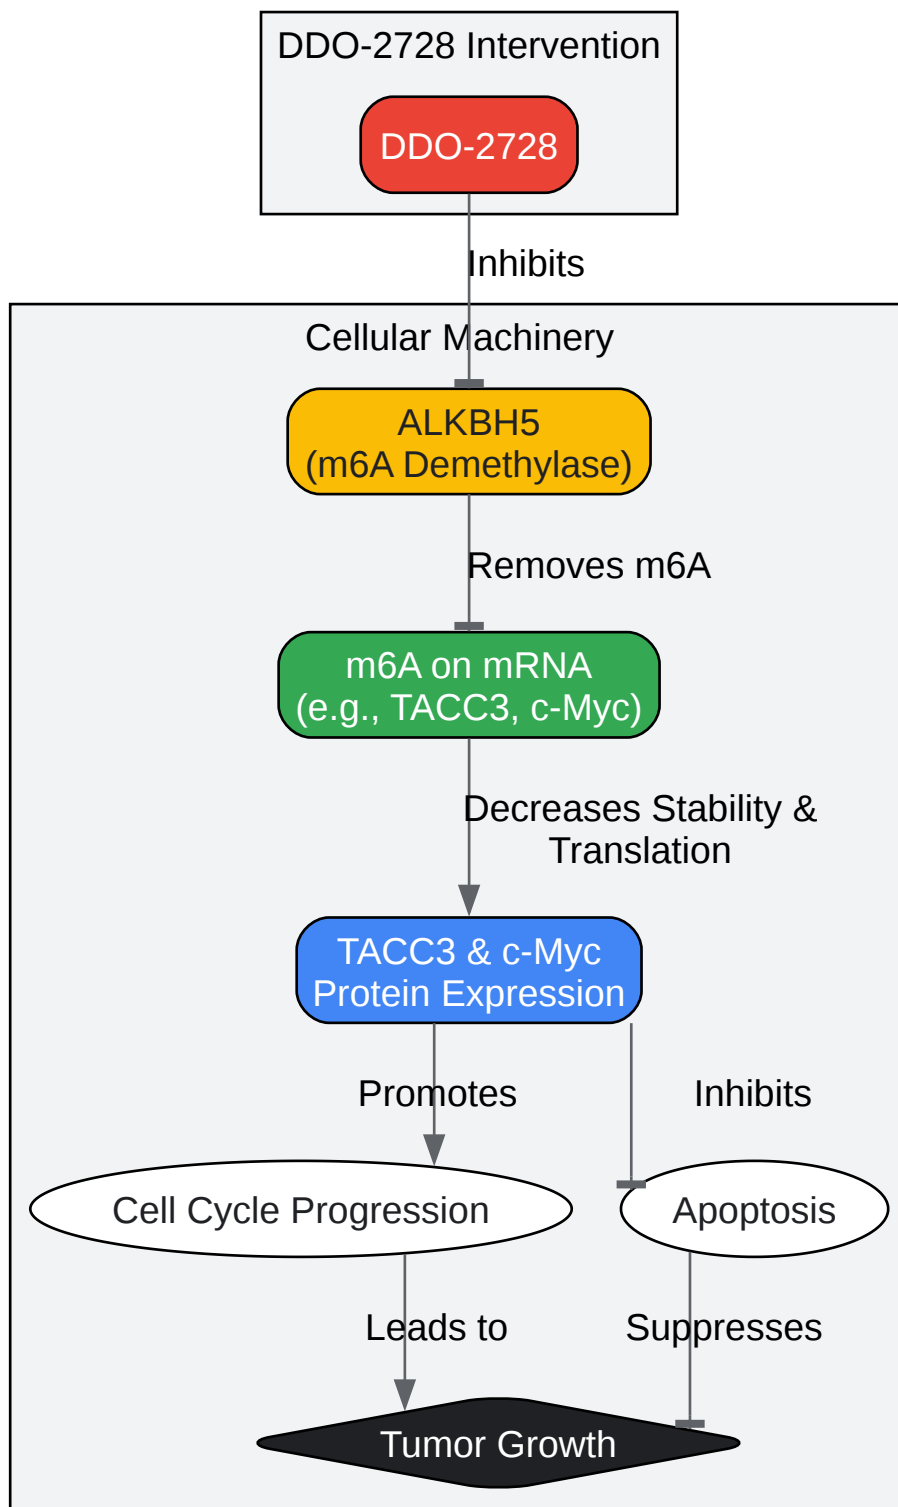 DDO-2728 Intervention
DDO-2728
Inhibits
Cellular Machinery
ALKBH5
(m6A Demethylase)
Removes m6A
m6A on mRNA
(e.g., TACC3, c-Myc)
Decreases Stability &
Translation
TACC3 & c-Myc
Protein Expression
Promotes
Inhibits
Cell Cycle Progression
Apoptosis
Leads to
Suppresses
Tumor Growth